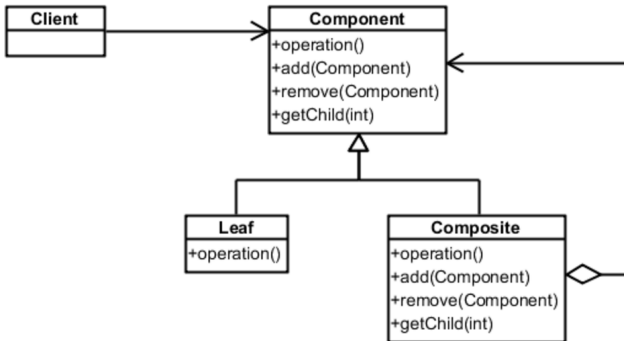 Client
Component
+operation()
+add(Component)
+remove(Component)
+getChild(int)
Leaf
+operation()
Composite
+operation()
+add(Component)
+remove(Component)
+getChild(int)